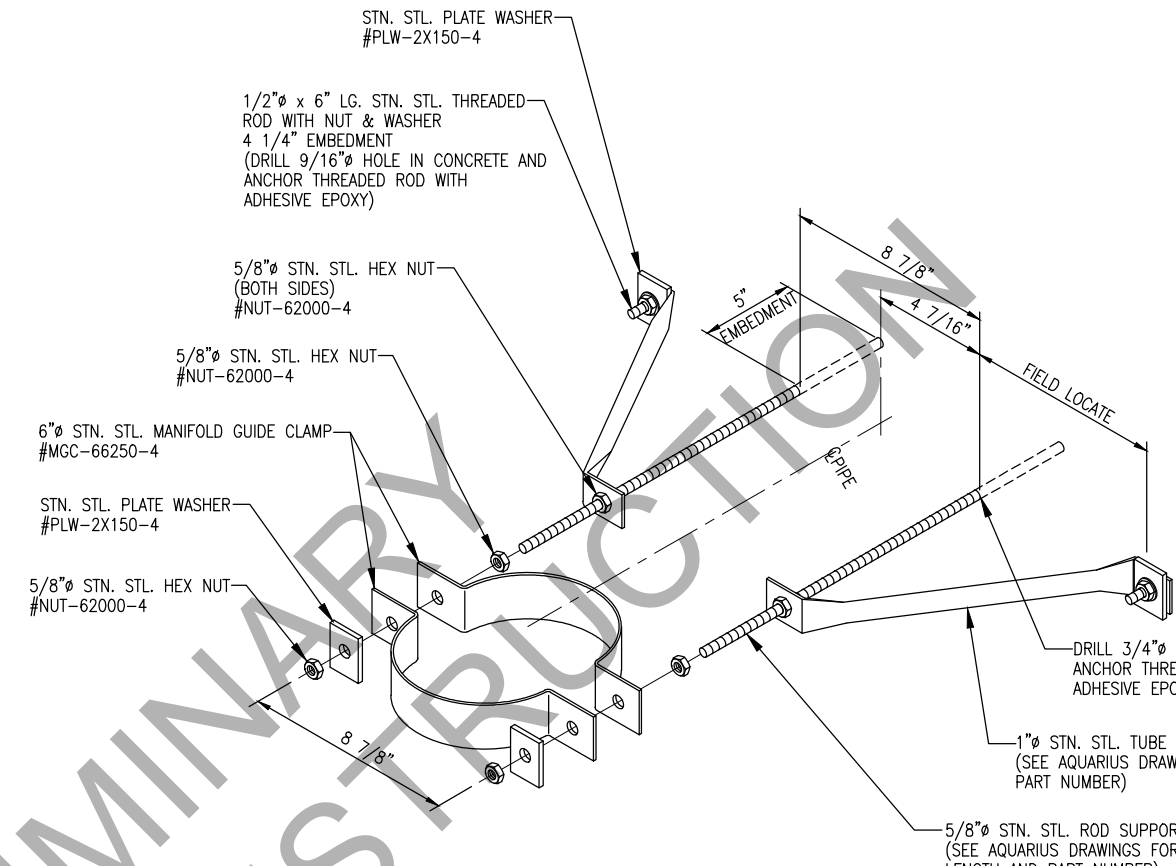 STN. STL. PLATE WASHER
#PLW-2X150-4
1/2"ø x 6" LG. STN. STL. THREADED
ROD WITH NUT & WASHER
4 1/4" EMBEDMENT
(DRILL 9/16"ø HOLE IN CONCRETE AND
ANCHOR THREADED ROD WITH
ADHESIVE EPOXY)
5/8"ø STN. STL. HEX NUT
(BOTH SIDES)
#NUT-62000-4
5/8"ø STN. STL. HEX NUT
#NUT-62000-4
6"ø STN. STL. MANIFOLD GUIDE CLAMP
#MGC-66250-4
STN. STL. PLATE WASHER
#PLW-2X150-4
5/8"ø STN. STL. HEX NUT
#NUT-62000-4
8 7/8"
5"
EMBEDMENT
8 7/8"
4 7/16"
FIELD LOCATE
℄PIPE
DRILL 3/4"ø
ANCHOR THRE
ADHESIVE EPO
1"ø STN. STL. TUBE
(SEE AQUARIUS DRAW
PART NUMBER)
5/8"ø STN. STL. ROD SUPPOR
(SEE AQUARIUS DRAWINGS FOR
LENGTH AND PART NUMBER)
IMINARY
NSTRUCTION